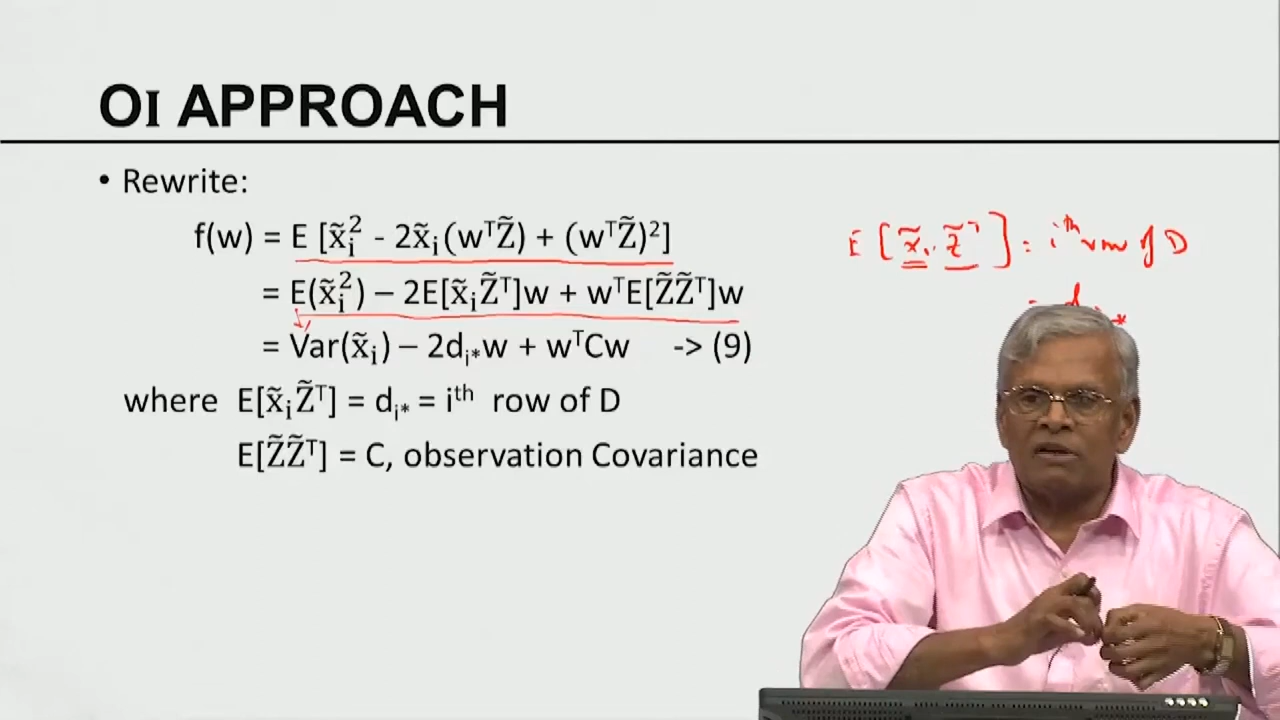 OI APPROACH
• Rewrite:
f(w) = E [x̃ᵢ² - 2x̃ᵢ(wᵀZ̃) + (wᵀZ̃)²]
= E(x̃ᵢ²) – 2E[x̃ᵢZ̃ᵀ]w + wᵀE[Z̃Z̃ᵀ]w
= Var(x̃ᵢ) – 2dᵢ*w + wᵀCw -> (9)
where E[x̃ᵢZ̃ᵀ] = dᵢ* = iᵗʰ row of D
E[Z̃Z̃ᵀ] = C, observation Covariance
E [x̃ᵢ. z̃ᵀ] = iᵗʰ row of D